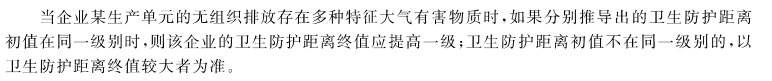 当企业某生产单元的无组织排放存在多种特征大气有害物质时,如果分别推导出的卫生防护距离
初值在同一级别时,则该企业的卫生防护距离终值应提高一级;卫生防护距离初值不在同一级别的,以
卫生防护距离终值较大者为准。